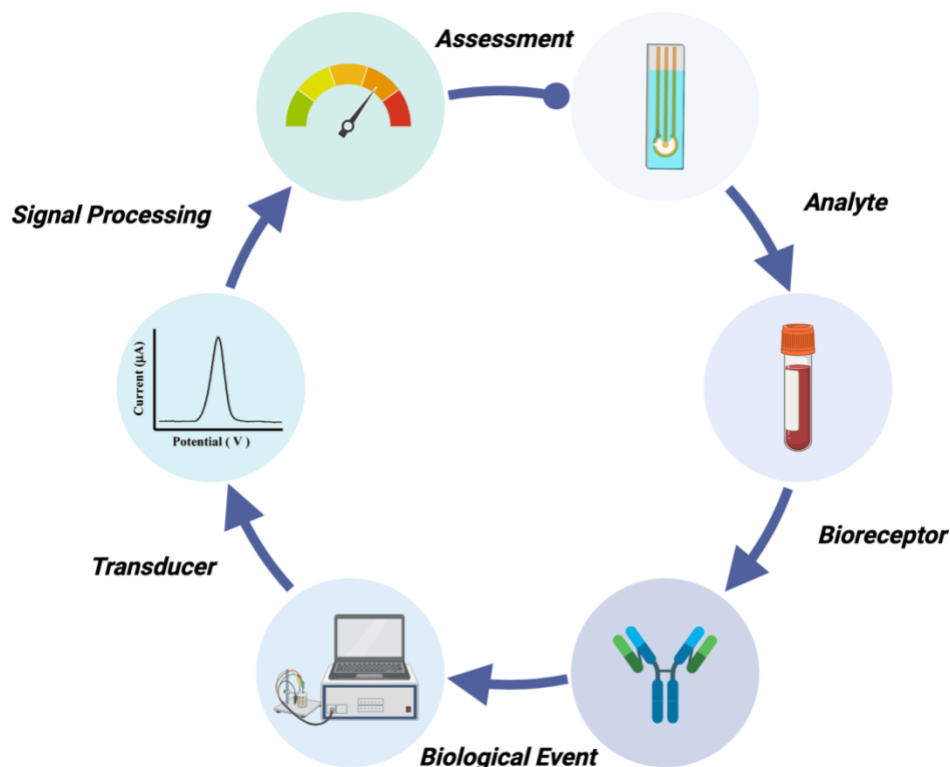 Assessment
Signal Processing
Analyte
Current (µA)
Potential ( V )
Bioreceptor
Transducer
Biological Event